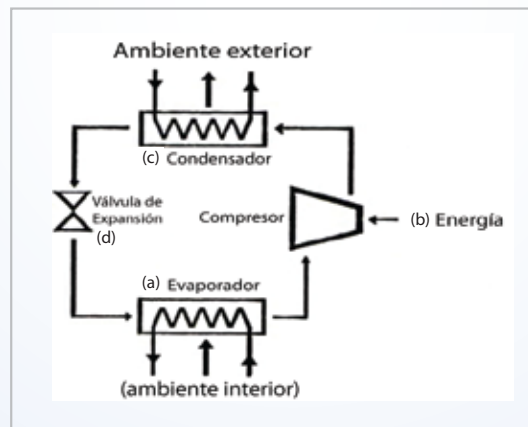 Ambiente exterior
(c) Condensador
Válvula de
Expansión
(d)
Compresor
(b) Energía
(a) Evaporador
(ambiente interior)